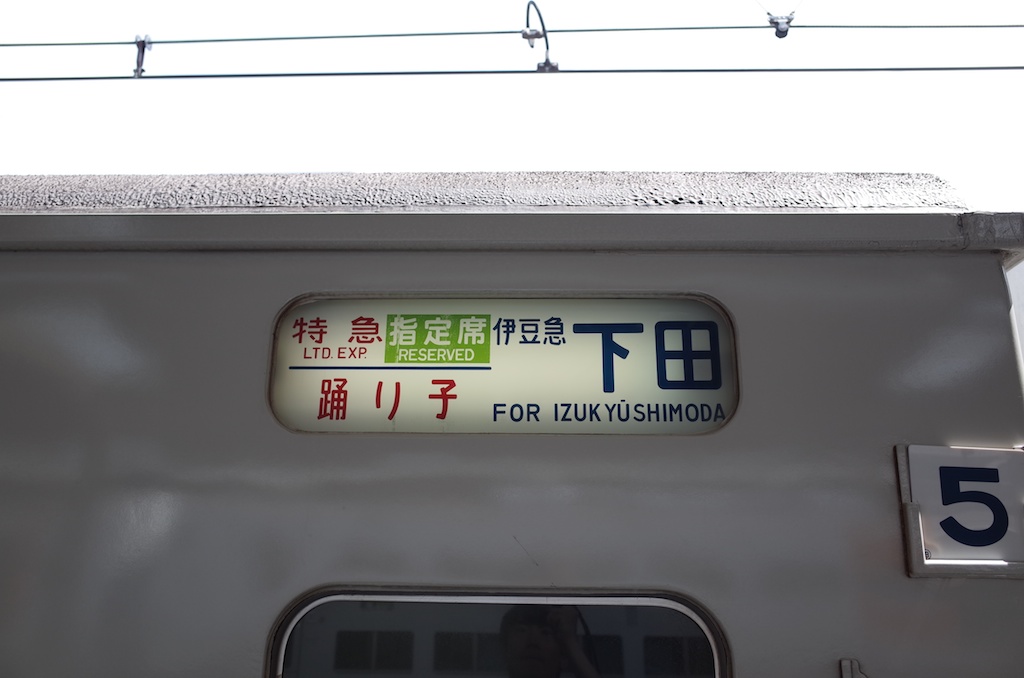 特急 指定席 伊豆急 下田
LTD. EXP. RESERVED
踊り子 FOR IZUKYŪSHIMODA
5